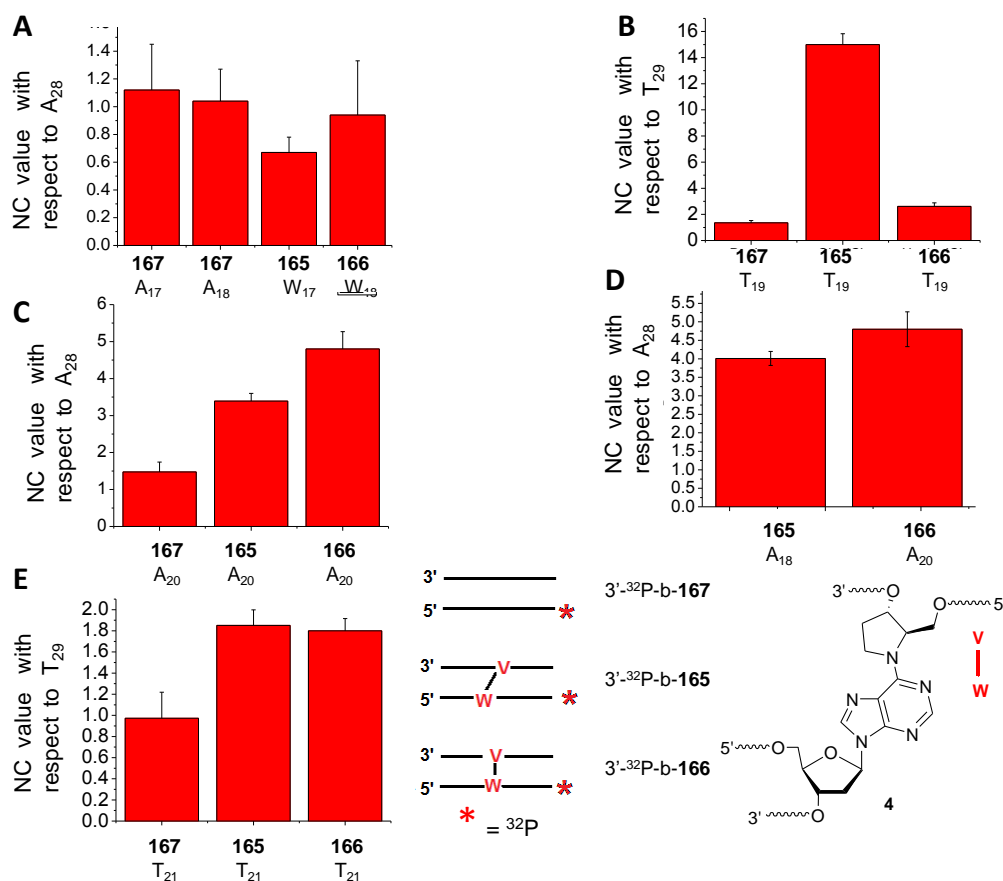 A
NC value with
respect to A28
1.2
1.0
0.8
0.6
0.4
0.2
0.0
167
A17
167
A18
165
W17
166
B
NC value with
respect to T29
16
14
12
10
8
6
4
2
0
167
T19
165
T19
166
T19
C
NC value with
respect to A28
6
5
4
3
2
1
0
167
A20
165
A20
166
A20
D
NC value with
respect to A28
5.5
5.0
4.5
4.0
3.5
3.0
2.5
2.0
1.5
1.0
0.5
0.0
165
A18
166
A20
E
NC value with
respect to T29
2.0
1.8
1.6
1.4
1.2
1.0
0.8
0.6
0.4
0.2
0.0
167
T21
165
T21
166
T21
3'
5' *
3'-32P-b-167
3' V
5' W *
3'-32P-b-165
3' V
5' W *
3'-32P-b-166
* = 32P
3' O
O 5
N
N N
N N
5' O O
3' O
4
V
W